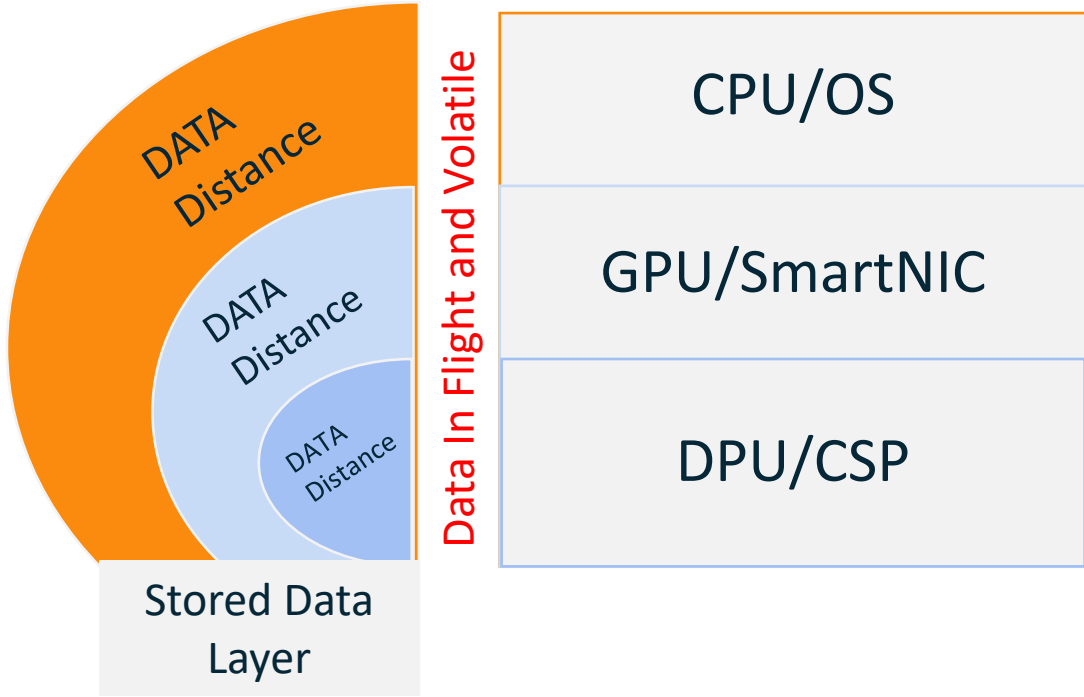 DATA
Distance
DATA
Distance
DATA
Distance
Stored Data
Layer
Data In Flight and Volatile
CPU/OS
GPU/SmartNIC
DPU/CSP